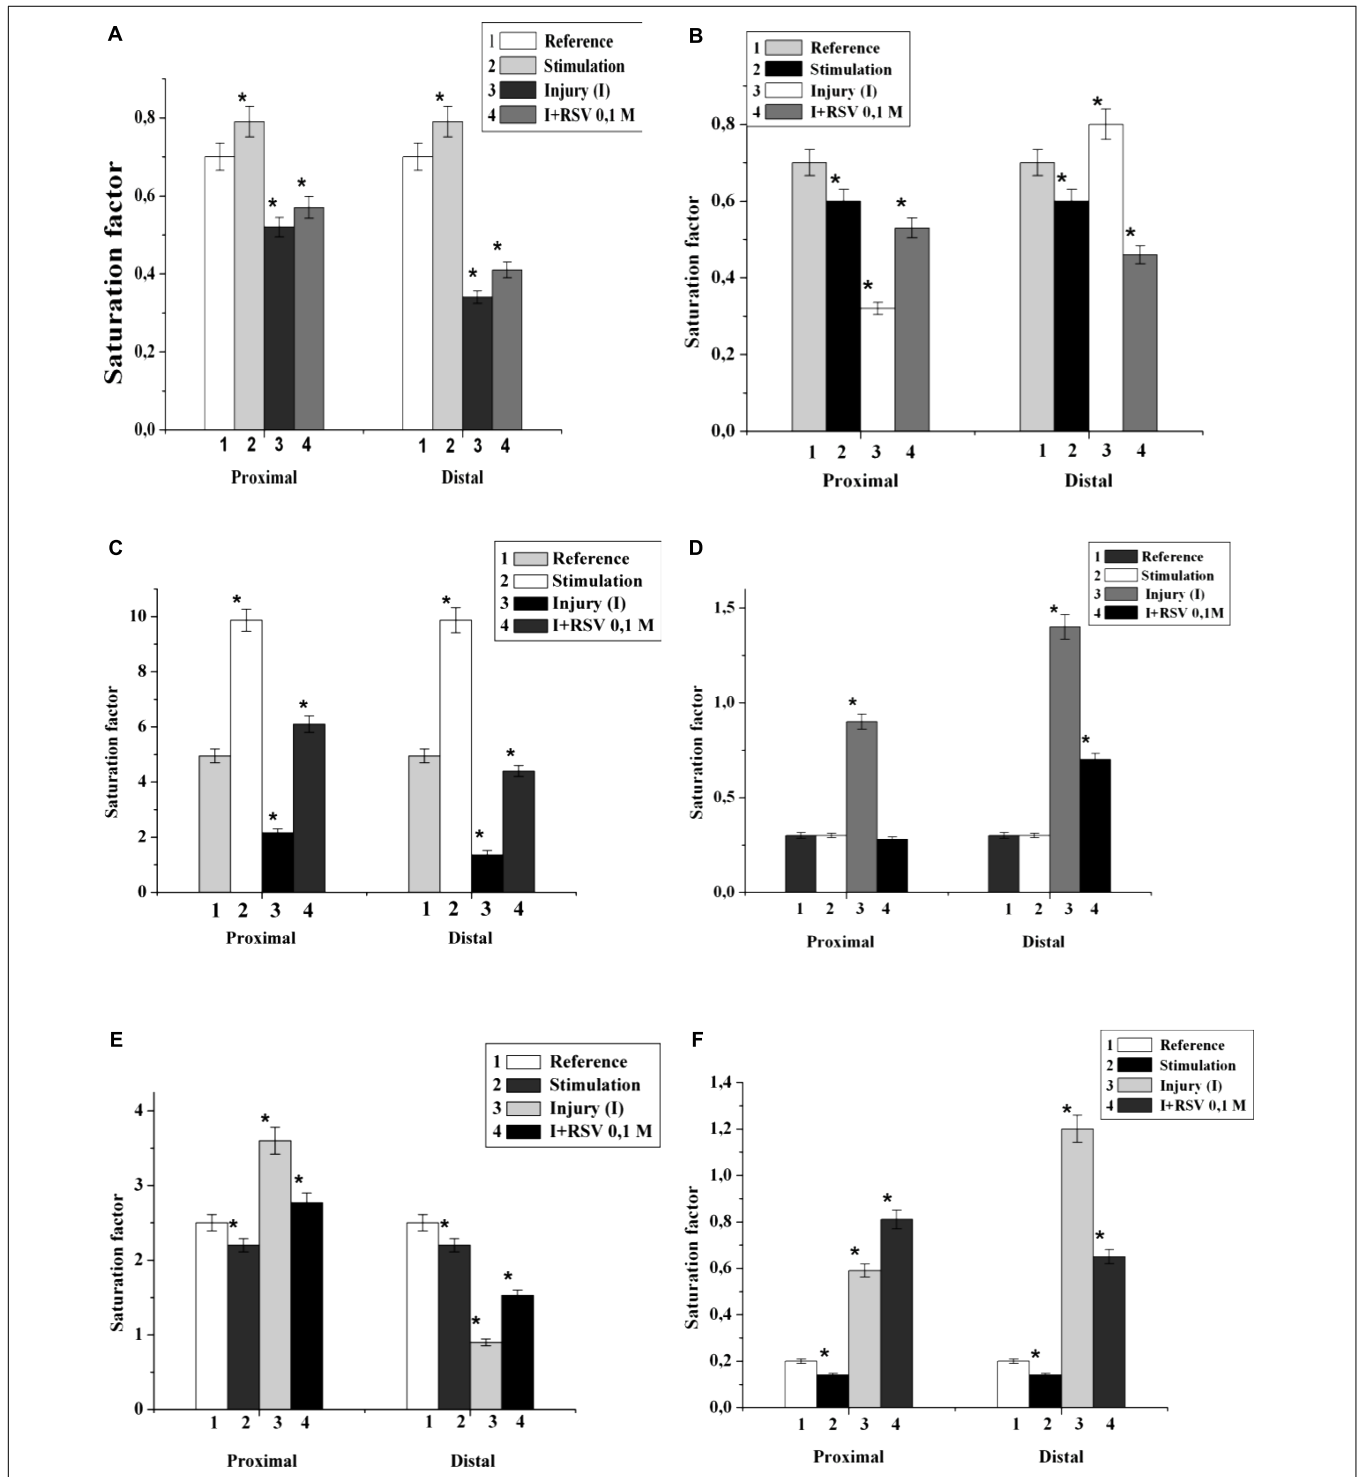 A
1 Reference
2 Stimulation
3 Injury (I)
4 I+RSV 0,1 M
Saturation factor
0,8
0,6
0,4
0,2
0,0
* * * * * *
1 2 3 4 1 2 3 4
Proximal Distal
B
1 Reference
2 Stimulation
3 Injury (I)
4 I+RSV 0,1 M
Saturation factor
0,8
0,6
0,4
0,2
0,0
* * * * * *
1 2 3 4 1 2 3 4
Proximal Distal
C
1 Reference
2 Stimulation
3 Injury (I)
4 I+RSV 0,1 M
Saturation factor
10
8
6
4
2
0
* * * * * *
1 2 3 4 1 2 3 4
Proximal Distal
D
1 Reference
2 Stimulation
3 Injury (I)
4 I+RSV 0,1M
Saturation factor
1,5
1,0
0,5
0,0
* * *
1 2 3 4 1 2 3 4
Proximal Distal
E
1 Reference
2 Stimulation
3 Injury (I)
4 I+RSV 0,1 M
Saturation factor
4
3
2
1
0
* * * * * *
1 2 3 4 1 2 3 4
Proximal Distal
F
1 Reference
2 Stimulation
3 Injury (I)
4 I+RSV 0,1 M
Saturation factor
1,4
1,2
1,0
0,8
0,6
0,4
0,2
0,0
* * * * * *
1 2 3 4 1 2 3 4
Proximal Distal